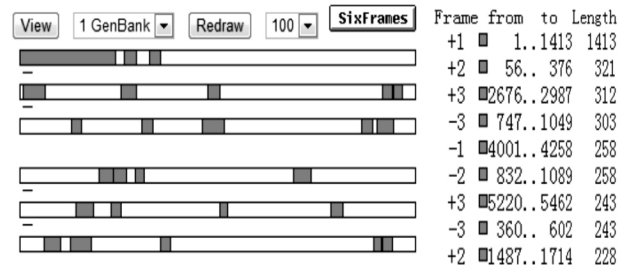 View 1 GenBank Redraw 100 SixFrames
Frame from to Length
+1 1..1413 1413
+2 56.. 376 321
+3 2676..2987 312
-3 747..1049 303
-1 4001..4258 258
-2 832..1089 258
+3 5220..5462 243
-3 360.. 602 243
+2 1487..1714 228